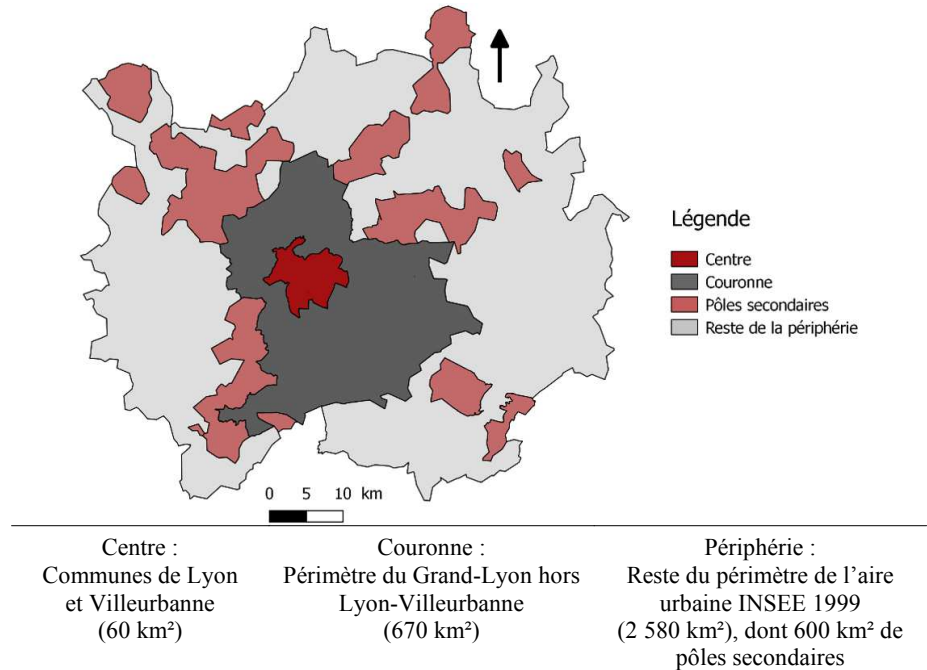 Légende
Centre
Couronne
Pôles secondaires
Reste de la périphérie
0 5 10 km
Centre :
Communes de Lyon
et Villeurbanne
(60 km²)
Couronne :
Périmètre du Grand-Lyon hors
Lyon-Villeurbanne
(670 km²)
Périphérie :
Reste du périmètre de l’aire
urbaine INSEE 1999
(2 580 km²), dont 600 km² de
pôles secondaires